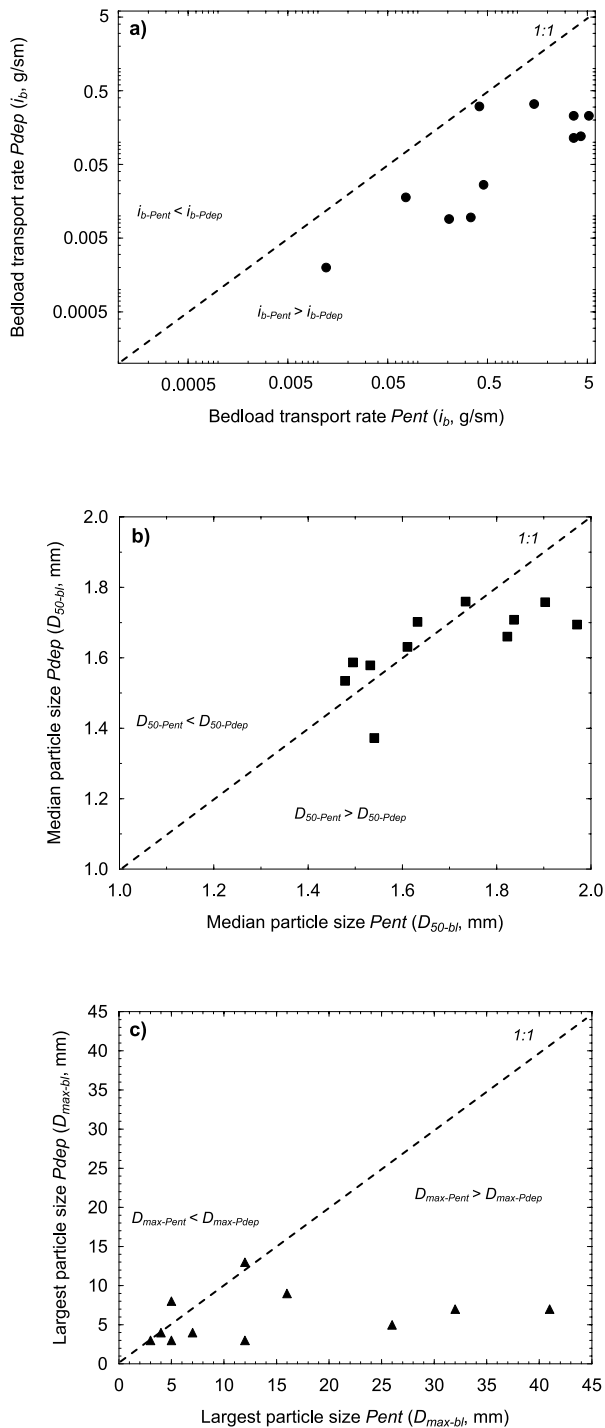 a)
1:1
5
0.5
0.05
0.005
0.0005
Bedload transport rate Pdep (ib, g/sm)
ib-Pent < ib-Pdep
ib-Pent > ib-Pdep
0.0005 0.005 0.05 0.5 5
Bedload transport rate Pent (ib, g/sm)
b)
1:1
2.0
1.8
1.6
1.4
1.2
1.0
Median particle size Pdep (D50-bl, mm)
D50-Pent < D50-Pdep
D50-Pent > D50-Pdep
1.0 1.2 1.4 1.6 1.8 2.0
Median particle size Pent (D50-bl, mm)
c)
1:1
45
40
35
30
25
20
15
10
5
0
Largest particle size Pdep (Dmax-bl, mm)
Dmax-Pent > Dmax-Pdep
Dmax-Pent < Dmax-Pdep
0 5 10 15 20 25 30 35 40 45
Largest particle size Pent (Dmax-bl, mm)